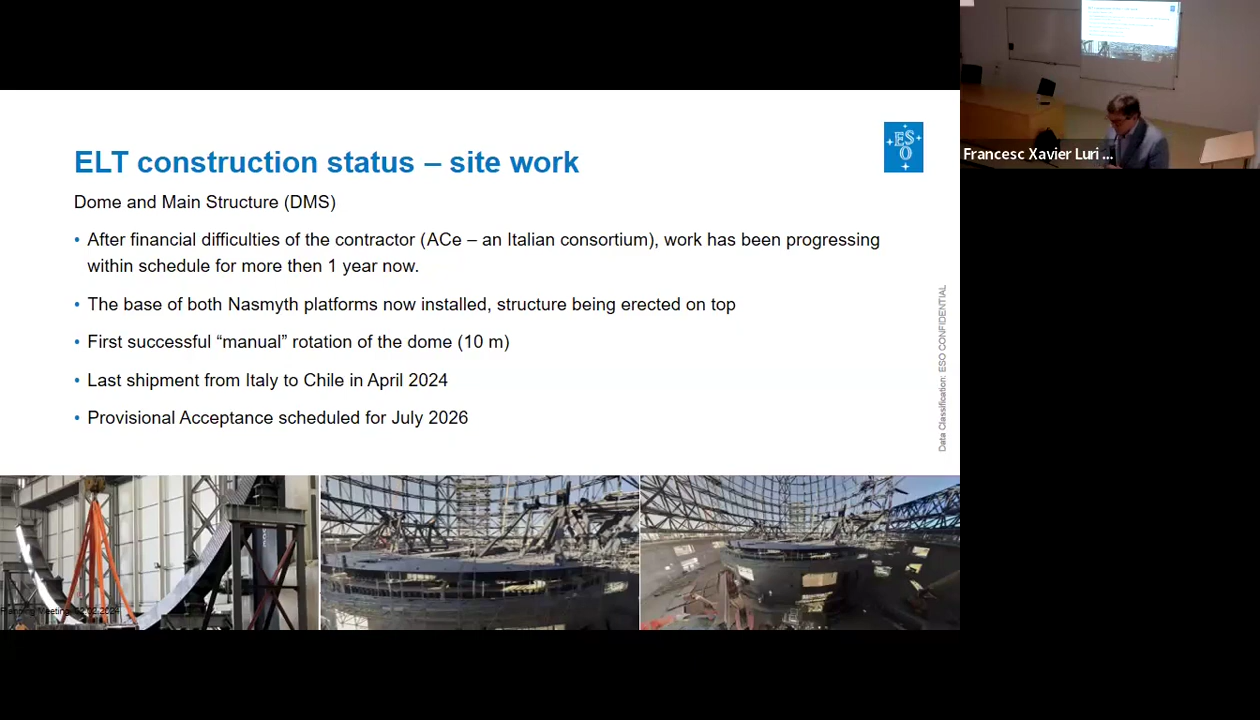 ELT construction status – site work
ESO
Dome and Main Structure (DMS)
• After financial difficulties of the contractor (ACe – an Italian consortium), work has been progressing
within schedule for more then 1 year now.
• The base of both Nasmyth platforms now installed, structure being erected on top
• First successful “manual” rotation of the dome (10 m)
• Last shipment from Italy to Chile in April 2024
• Provisional Acceptance scheduled for July 2026
Data Classification: ESO CONFIDENTIAL
Francesc Xavier Luri ...